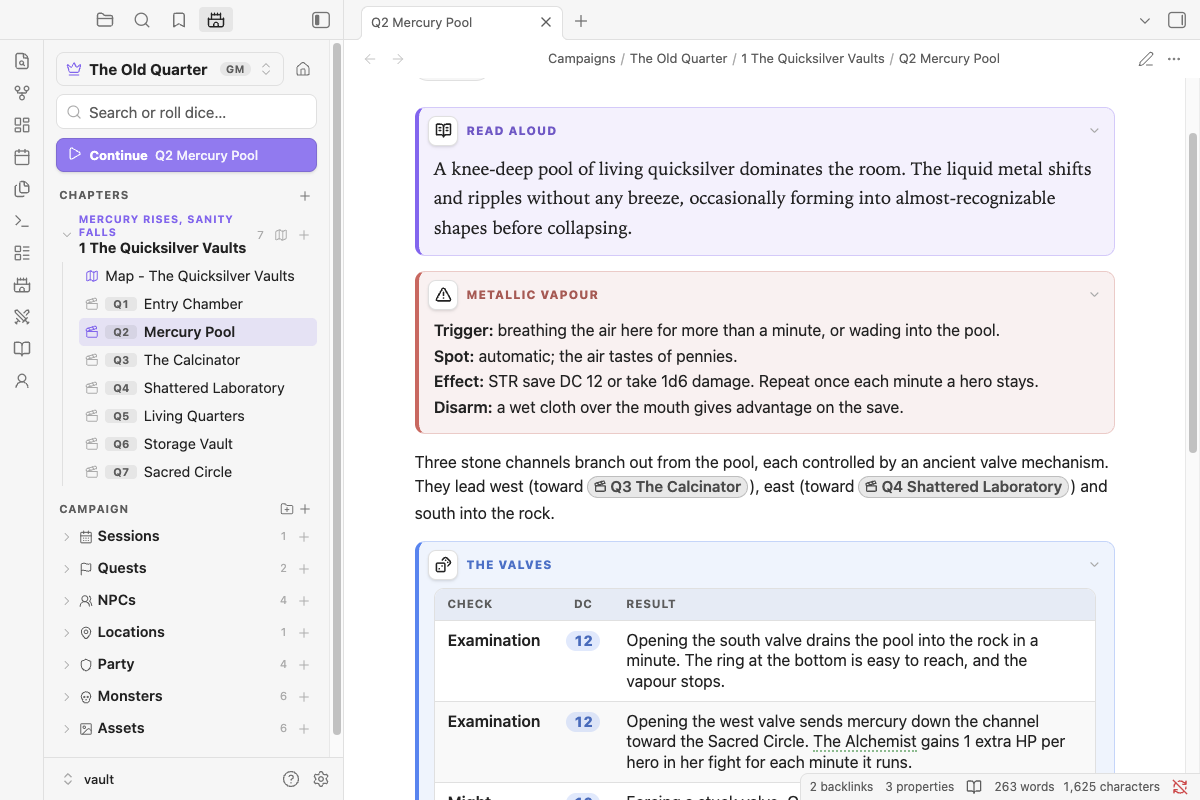 Q2 Mercury Pool
Campaigns / The Old Quarter / 1 The Quicksilver Vaults / Q2 Mercury Pool
The Old Quarter GM
Search or roll dice...
Continue Q2 Mercury Pool
CHAPTERS
MERCURY RISES, SANITY
FALLS
7
1 The Quicksilver Vaults
Map - The Quicksilver Vaults
Q1 Entry Chamber
Q2 Mercury Pool
Q3 The Calcinator
Q4 Shattered Laboratory
Q5 Living Quarters
Q6 Storage Vault
Q7 Sacred Circle
CAMPAIGN
Sessions 1
Quests 2
NPCs 4
Locations 1
Party 4
Monsters 6
Assets 6
vault
READ ALOUD
A knee-deep pool of living quicksilver dominates the room. The liquid metal shifts
and ripples without any breeze, occasionally forming into almost-recognizable
shapes before collapsing.
METALLIC VAPOUR
Trigger: breathing the air here for more than a minute, or wading into the pool.
Spot: automatic; the air tastes of pennies.
Effect: STR save DC 12 or take 1d6 damage. Repeat once each minute a hero stays.
Disarm: a wet cloth over the mouth gives advantage on the save.
Three stone channels branch out from the pool, each controlled by an ancient valve mechanism.
They lead west (toward Q3 The Calcinator), east (toward Q4 Shattered Laboratory) and
south into the rock.
THE VALVES
CHECK DC RESULT
Examination 12 Opening the south valve drains the pool into the rock in a
minute. The ring at the bottom is easy to reach, and the
vapour stops.
Examination 12 Opening the west valve sends mercury down the channel
toward the Sacred Circle. The Alchemist gains 1 extra HP per
hero in her fight for each minute it runs.
2 backlinks 3 properties 263 words 1,625 characters